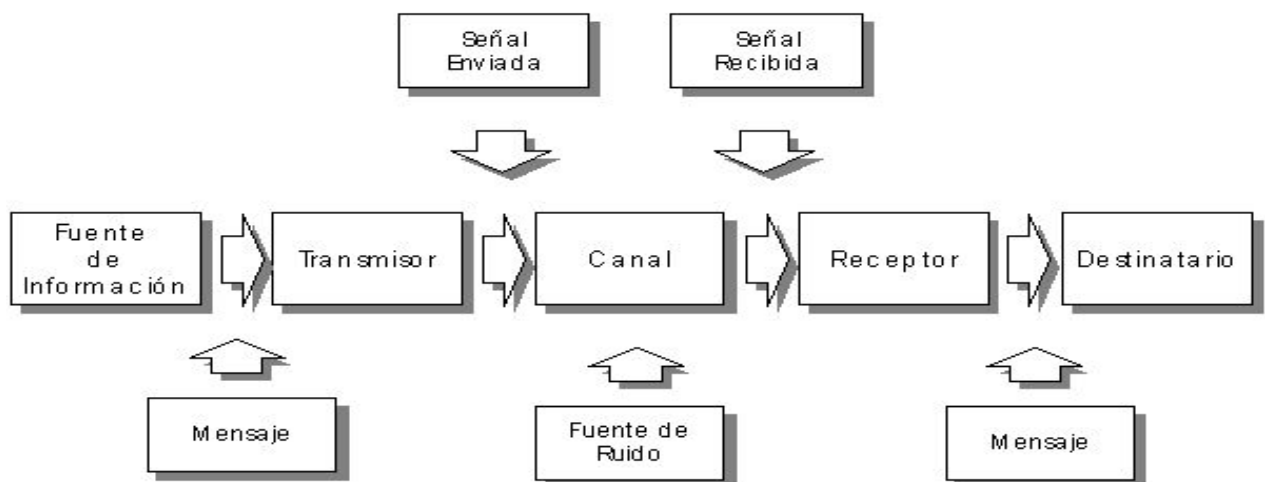 Señal
Enviada
Señal
Recibida
Fuente
de
Información
Transmisor
Canal
Receptor
Destinatario
Mensaje
Fuente de
Ruido
Mensaje